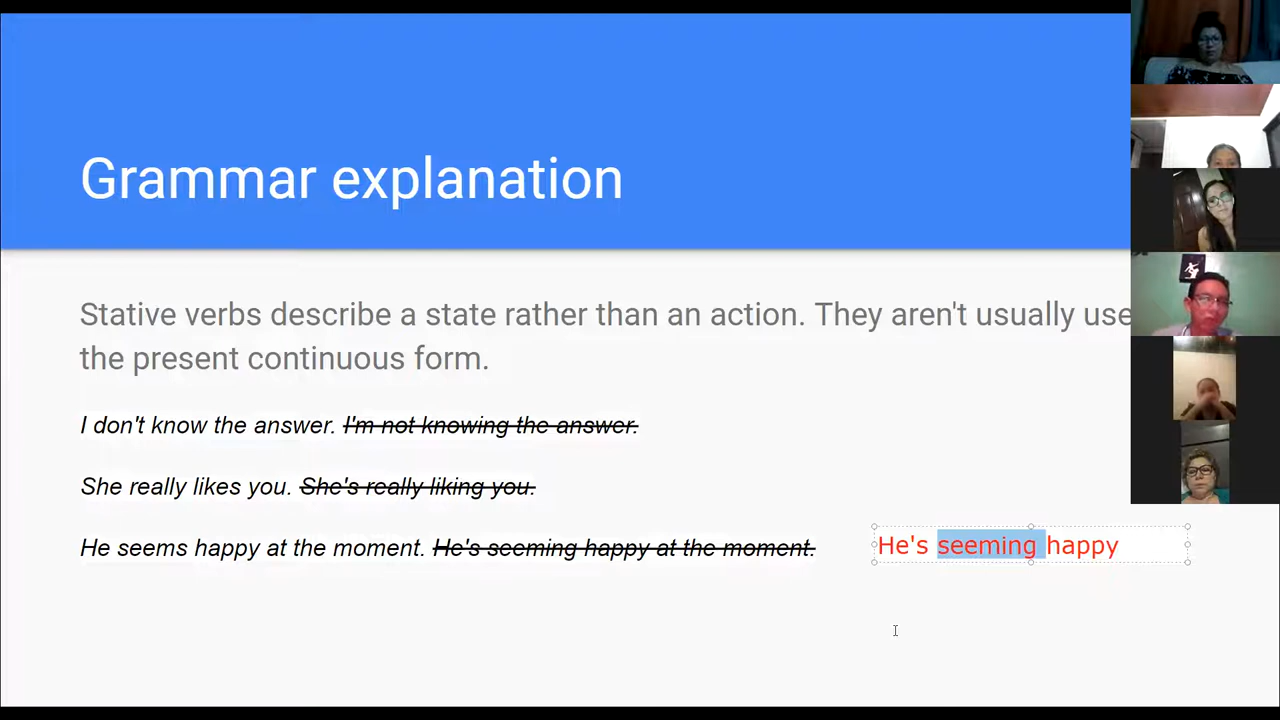 Grammar explanation
Stative verbs describe a state rather than an action. They aren't usually use
the present continuous form.
I don't know the answer. I'm not knowing the answer.
She really likes you. She's really liking you.
He seems happy at the moment. He's seeming happy at the moment.
He's seeming happy